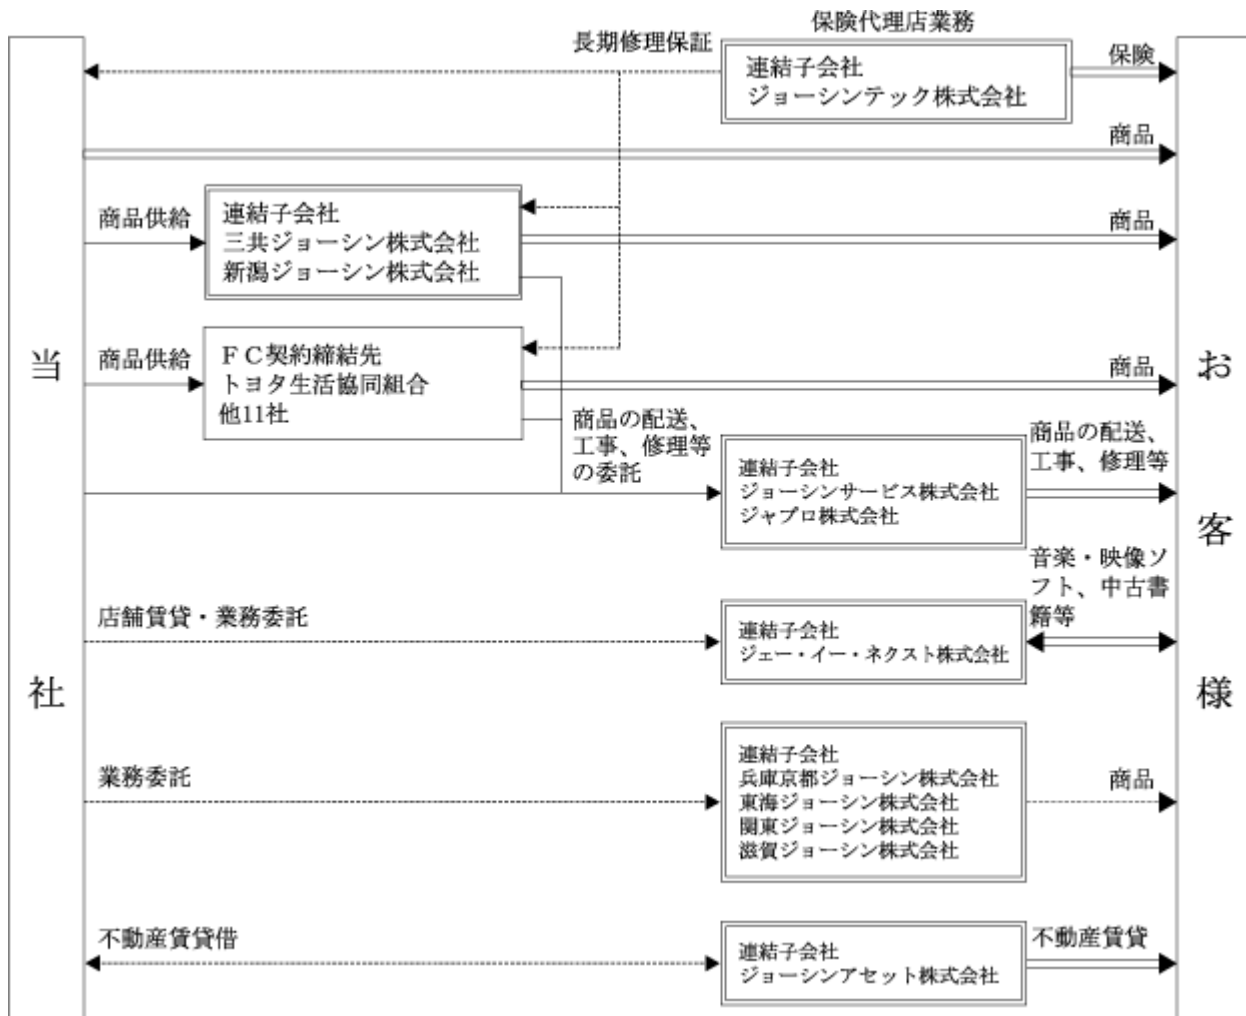 保険代理店業務
長期修理保証
連結子会社
ジョーシンテック株式会社
保険
商品
商品供給
連結子会社
三共ジョーシン株式会社
新潟ジョーシン株式会社
商品
商品供給
FC契約締結先
トヨタ生活協同組合
他11社
商品
商品の配送、
工事、修理等
の委託
連結子会社
ジョーシンサービス株式会社
ジャプロ株式会社
商品の配送、
工事、修理等
店舗賃貸・業務委託
連結子会社
ジェー・イー・ネクスト株式会社
音楽・映像ソ
フト、中古書
籍等
業務委託
連結子会社
兵庫京都ジョーシン株式会社
東海ジョーシン株式会社
関東ジョーシン株式会社
滋賀ジョーシン株式会社
商品
不動産賃貸借
連結子会社
ジョーシンアセット株式会社
不動産賃貸
当社
お客様